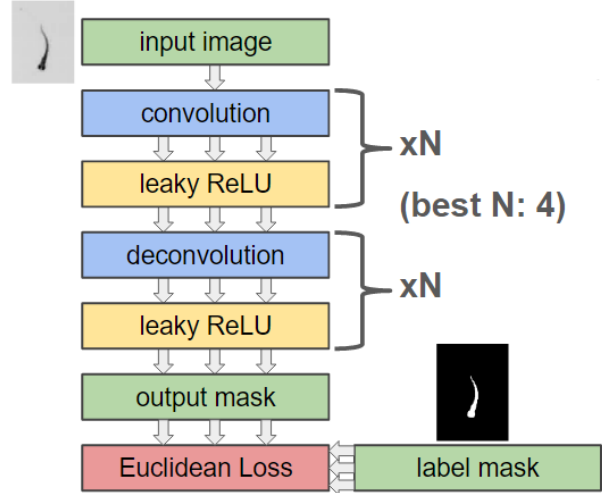 input image
convolution
xN
leaky ReLU
(best N: 4)
deconvolution
xN
leaky ReLU
output mask
Euclidean Loss
label mask